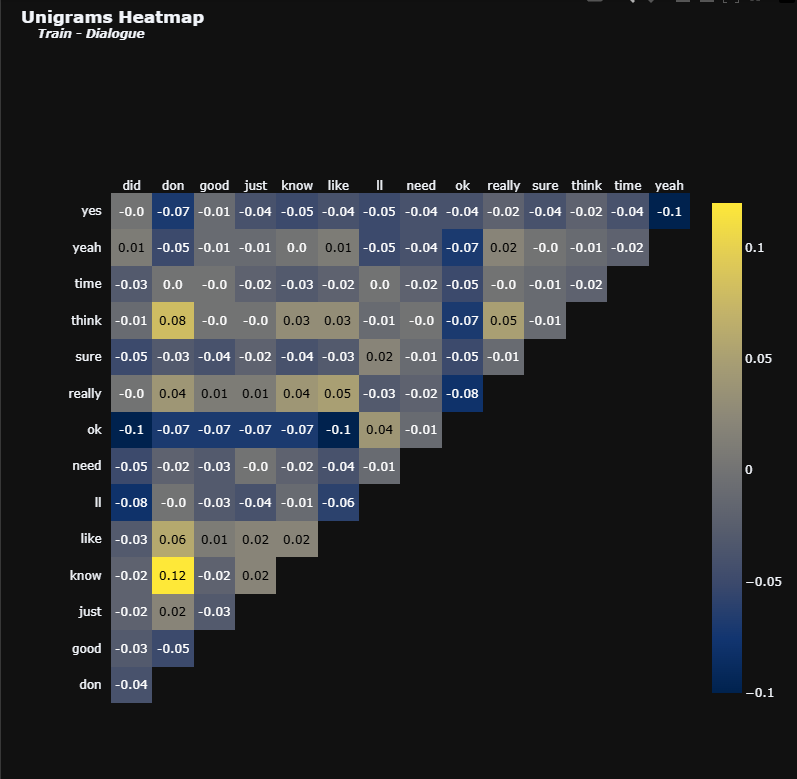 Unigrams Heatmap
Train - Dialogue
did don good just know like ll need ok really sure think time yeah
yes -0.0 -0.07 -0.01 -0.04 -0.05 -0.04 -0.05 -0.04 -0.04 -0.02 -0.04 -0.02 -0.04 -0.1
0.1
yeah 0.01 -0.05 -0.01 -0.01 0.0 0.01 -0.05 -0.04 -0.07 0.02 -0.0 -0.01 -0.02
time -0.03 0.0 -0.0 -0.02 -0.03 -0.02 0.0 -0.02 -0.05 -0.0 -0.01 -0.02
think -0.01 0.08 -0.0 -0.0 0.03 0.03 -0.01 -0.0 -0.07 0.05 -0.01
0.05
sure -0.05 -0.03 -0.04 -0.02 -0.04 -0.03 0.02 -0.01 -0.05 -0.01
really -0.0 0.04 0.01 0.01 0.04 0.05 -0.03 -0.02 -0.08
ok -0.1 -0.07 -0.07 -0.07 -0.07 -0.1 0.04 -0.01
need -0.05 -0.02 -0.03 -0.0 -0.02 -0.04 -0.01
0
ll -0.08 -0.0 -0.03 -0.04 -0.01 -0.06
like -0.03 0.06 0.01 0.02 0.02
know -0.02 0.12 -0.02 0.02
−0.05
just -0.02 0.02 -0.03
good -0.03 -0.05
don -0.04
−0.1